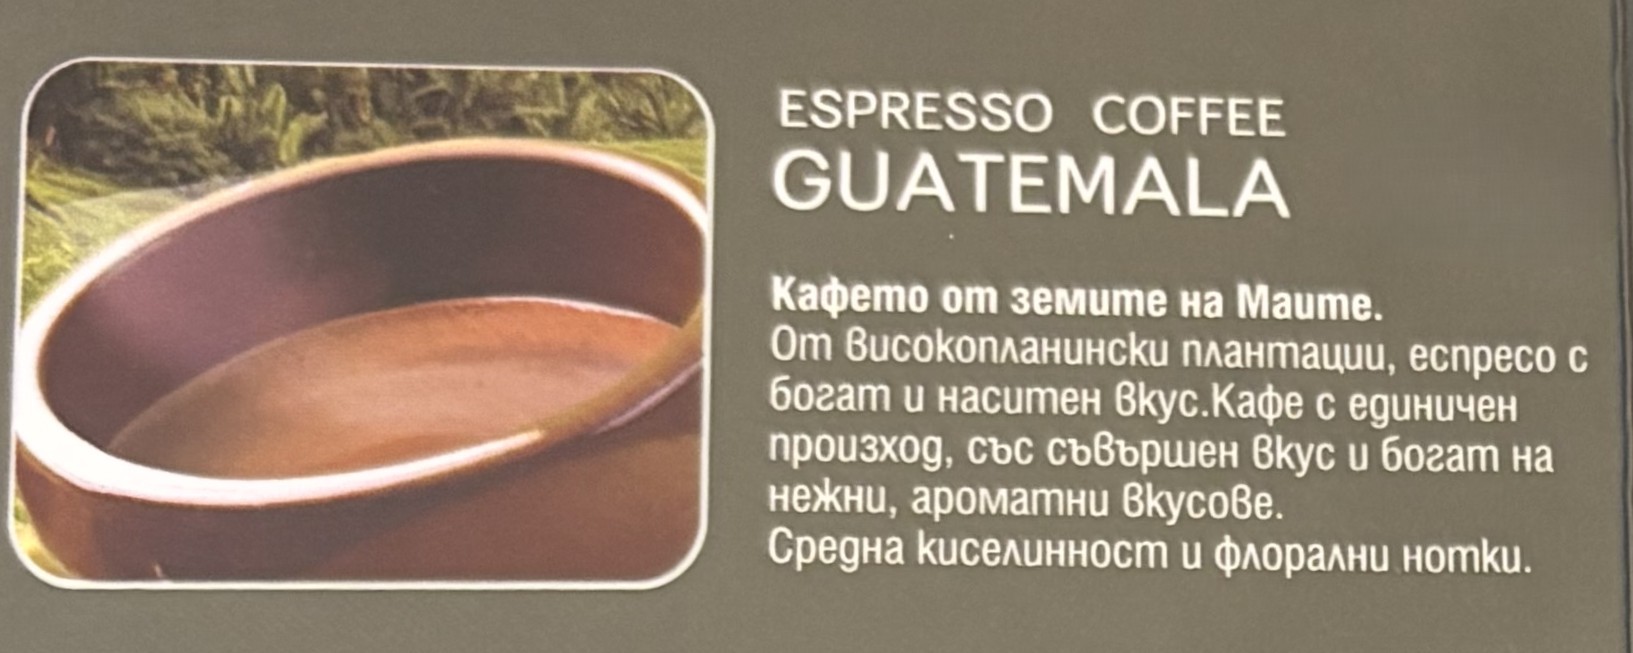 ESPRESSO COFFEE
GUATEMALA
Кафето от земите на Маите.
От високопланински плантации, еспресо с
богат и наситен вкус.Кафе с единичен
произход, със съвършен вкус и богат на
нежни, ароматни вкусове.
Средна киселинност и флорални нотки.